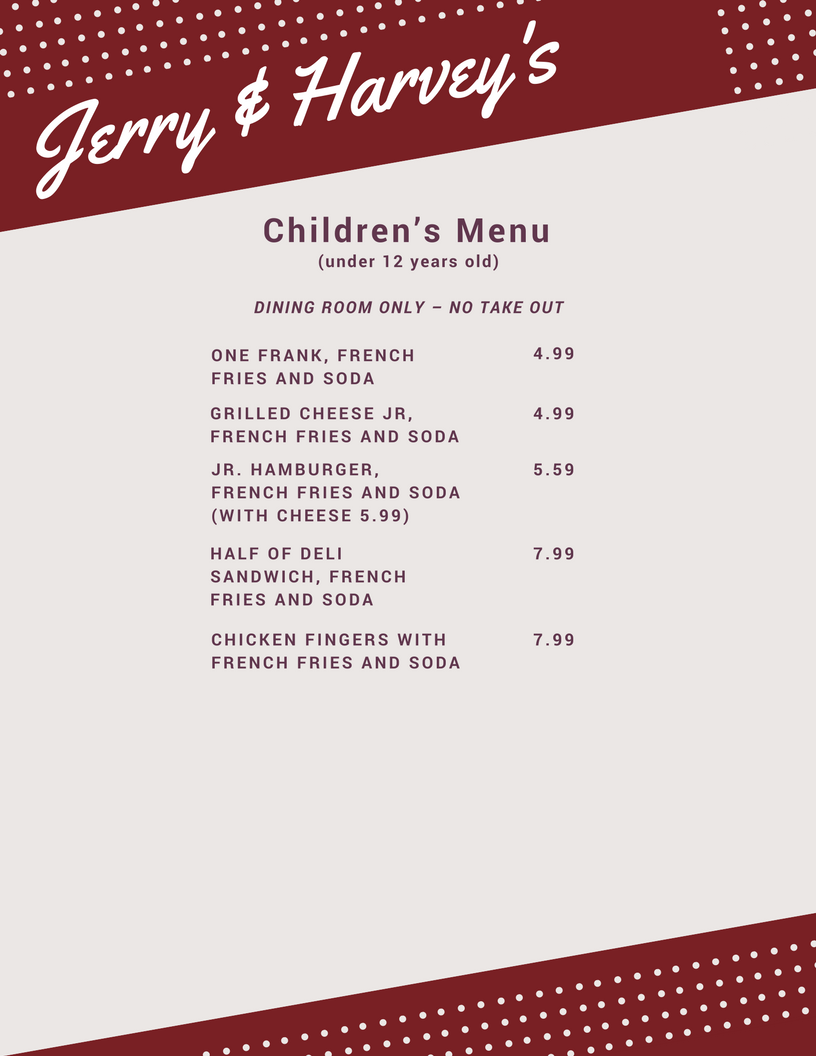 Jerry & Harvey's
Children’s Menu
(under 12 years old)
DINING ROOM ONLY – NO TAKE OUT
ONE FRANK, FRENCH 4.99
FRIES AND SODA
GRILLED CHEESE JR, 4.99
FRENCH FRIES AND SODA
JR. HAMBURGER, 5.59
FRENCH FRIES AND SODA
(WITH CHEESE 5.99)
HALF OF DELI 7.99
SANDWICH, FRENCH
FRIES AND SODA
CHICKEN FINGERS WITH 7.99
FRENCH FRIES AND SODA